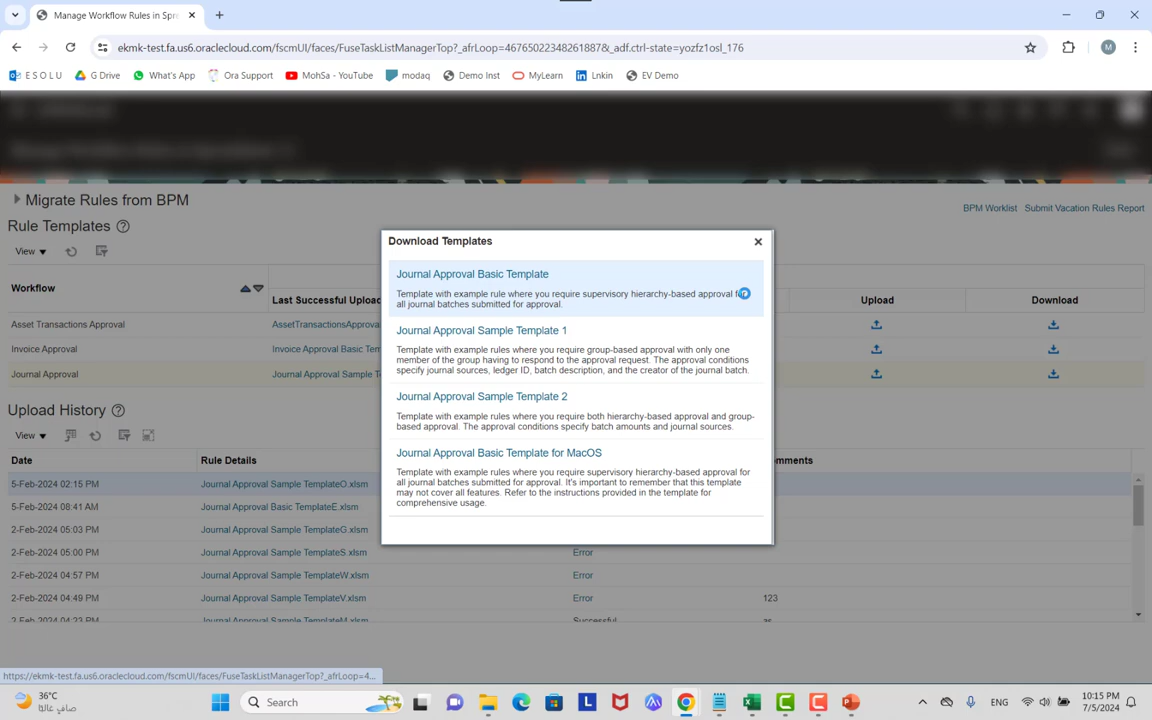 Manage Workflow Rules in Spre
ekmk-test.fa.us6.oraclecloud.com/fscmUI/faces/FuseTaskListManagerTop?_afrLoop=46765022348261887&_adf.ctrl-state=yozfz1osl_176
M
E S O L U
G Drive
What's App
Ora Support
MohSa - YouTube
modaq
Demo Inst
MyLearn
Lnkin
EV Demo
Migrate Rules from BPM
BPM Worklist
Submit Vacation Rules Report
Rule Templates
View
Workflow
Last Successful Upload
Upload
Download
Asset Transactions Approval
AssetTransactionsApprova
Invoice Approval
Invoice Approval Basic Tem
Journal Approval
Journal Approval Sample T
Download Templates
Journal Approval Basic Template
Template with example rule where you require supervisory hierarchy-based approval
all journal batches submitted for approval.
Journal Approval Sample Template 1
Template with example rules where you require group-based approval with only one
member of the group having to respond to the approval request. The approval conditions
specify journal sources, ledger ID, batch description, and the creator of the journal batch.
Journal Approval Sample Template 2
Template with example rules where you require both hierarchy-based approval and group-
based approval. The approval conditions specify batch amounts and journal sources.
Journal Approval Basic Template for MacOS
Template with example rules where you require supervisory hierarchy-based approval for
all journal batches submitted for approval. It's important to remember that this template
may not cover all features. Refer to the instructions provided in the template for
comprehensive usage.
Upload History
View
Date
Rule Details
omments
5-Feb-2024 02:15 PM
Journal Approval Sample TemplateO.xlsm
5-Feb-2024 08:41 AM
Journal Approval Basic TemplateE.xlsm
2-Feb-2024 05:03 PM
Journal Approval Sample TemplateG.xlsm
2-Feb-2024 05:00 PM
Journal Approval Sample TemplateS.xlsm
Error
2-Feb-2024 04:57 PM
Journal Approval Sample TemplateW.xlsm
Error
2-Feb-2024 04:49 PM
Journal Approval Sample TemplateV.xlsm
Error
123
2-Feb-2024 04:23 PM
Journal Approval Sample TemplateM.xlsm
Successful
as
https://ekmk-test.fa.us6.oraclecloud.com/fscmUI/faces/FuseTaskListManagerTop?_afrLoop=4...
36°C
صافٍ غالبًا
Search
ENG
10:15 PM
7/5/2024